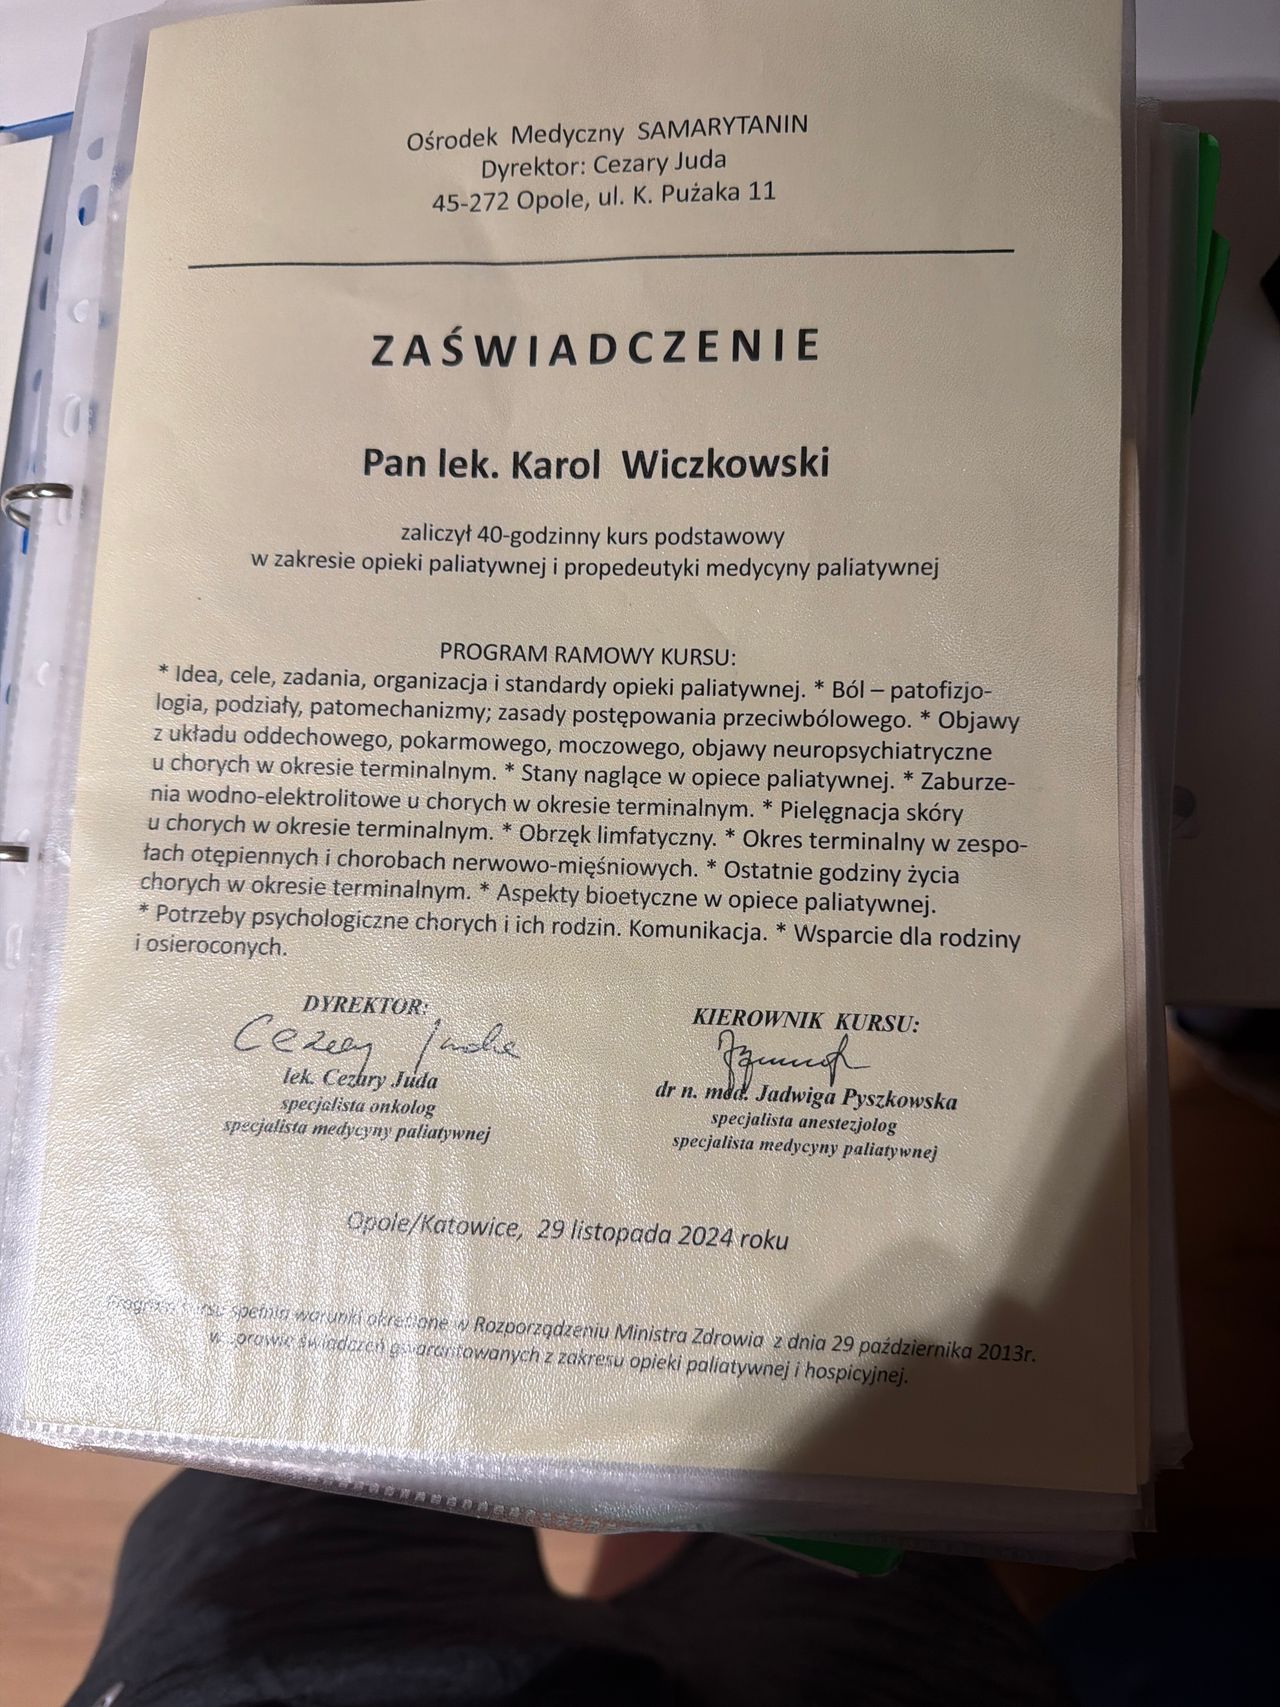 Ośrodek Medyczny SAMARYTANIN
Dyrektor: Cezary Juda
45-272 Opole, ul. K. Pużaka 11
ZAŚWIADCZENIE
Pan lek. Karol Wiczkowski
zaliczył 40-godzinny kurs podstawowy
w zakresie opieki paliatywnej i propedeutyki medycyny paliatywnej
PROGRAM RAMOWY KURSU:
* Idea, cele, zadania, organizacja i standardy opieki paliatywnej. * Ból – patofizjo-
logia, podziały, patomechanizmy; zasady postępowania przeciwbólowego. * Objawy
z układu oddechowego, pokarmowego, moczowego, objawy neuropsychiatryczne
u chorych w okresie terminalnym. * Stany naglące w opiece paliatywnej. * Zaburze-
nia wodno-elektrolitowe u chorych w okresie terminalnym. * Pielęgnacja skóry
u chorych w okresie terminalnym. * Obrzęk limfatyczny. * Okres terminalny w zespo-
łach otępiennych i chorobach nerwowo-mięśniowych. * Ostatnie godziny życia
chorych w okresie terminalnym. * Aspekty bioetyczne w opiece paliatywnej.
* Potrzeby psychologiczne chorych i ich rodzin. Komunikacja. * Wsparcie dla rodziny
i osieroconych.
DYREKTOR:
Cezary Juda
lek. Cezary Juda
specjalista onkolog
specjalista medycyny paliatywnej
KIEROWNIK KURSU:
dr n. med. Jadwiga Pyszkowska
specjalista anestezjolog
specjalista medycyny paliatywnej
Opole/Katowice, 29 listopada 2024 roku
Program kursu spełnia warunki określone w Rozporządzeniu Ministra Zdrowia z dnia 29 października 2013r.
w sprawie świadczeń gwarantowanych z zakresu opieki paliatywnej i hospicyjnej.